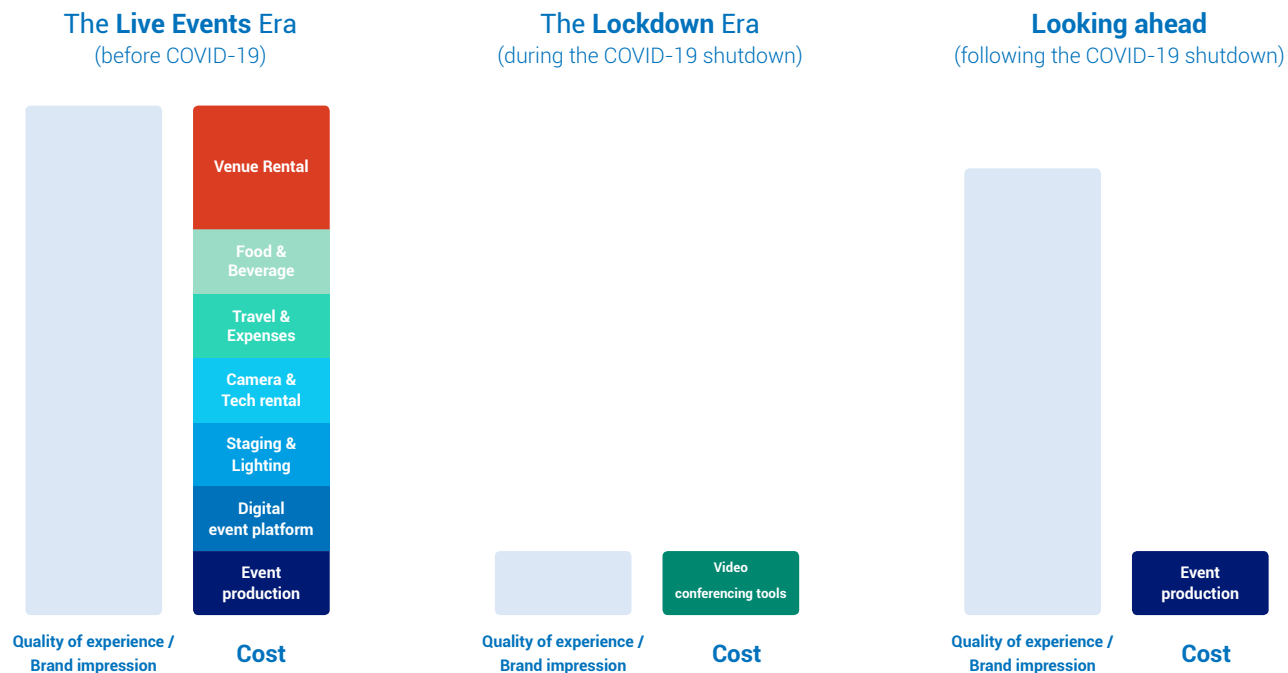 The Live Events Era
(before COVID-19)
Venue Rental
Food &
Beverage
Travel &
Expenses
Camera &
Tech rental
Staging &
Lighting
Digital
event platform
Event
production
Quality of experience /
Brand impression
Cost
The Lockdown Era
(during the COVID-19 shutdown)
Video
conferencing tools
Quality of experience /
Brand impression
Cost
Looking ahead
(following the COVID-19 shutdown)
Event
production
Quality of experience /
Brand impression
Cost